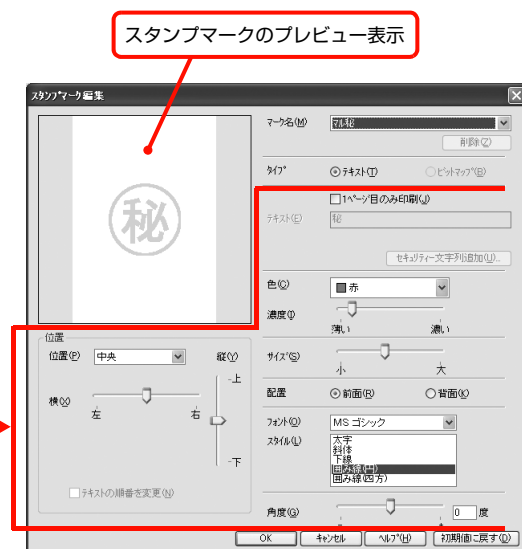 スタンプマークのプレビュー表示
スタンプマーク編集
マーク名(M) マル秘
削除(Z)
タイプ テキスト(T) ビットマップ(B)
1ページ目のみ印刷(J)
テキスト(E) 秘
セキュリティー文字列追加(U)...
秘
色(C) 赤
濃度(I)
薄い 濃い
サイズ(S)
小 大
配置 前面(R) 背面(K)
フォント(O) MS ゴシック
スタイル(L) 太字
斜体
下線
囲み線(円)
囲み線(四方)
角度(G) 0 度
位置
位置(P) 中央 縦(Y)
上
横(X)
左 右
下
テキストの順番を変更(N)
OK キャンセル ヘルプ(H) 初期値に戻す(D)